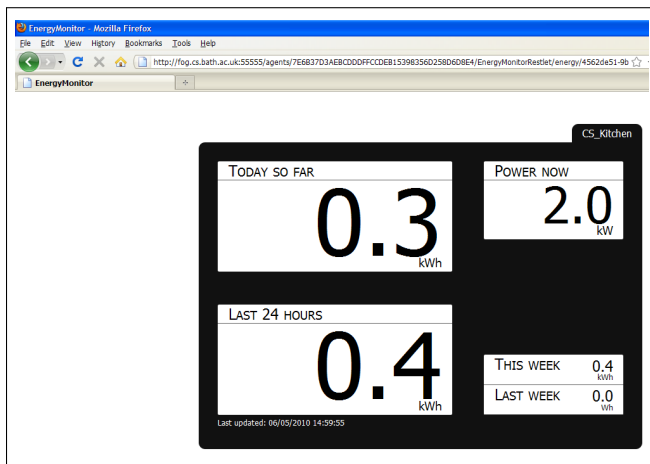 EnergyMonitor - Mozilla Firefox
File Edit View History Bookmarks Tools Help
http://fog.cs.bath.ac.uk:55555/agents/7E6B37D3AEBCDDDFFCCDEB15398356D258D6D8E4/EnergyMonitorRestlet/energy/4562de51-9b
EnergyMonitor
CS_Kitchen
Today so far
0.3
kWh
Power now
2.0
kW
Last 24 hours
0.4
kWh
This week 0.4
kWh
Last week 0.0
Wh
Last updated: 06/05/2010 14:59:55